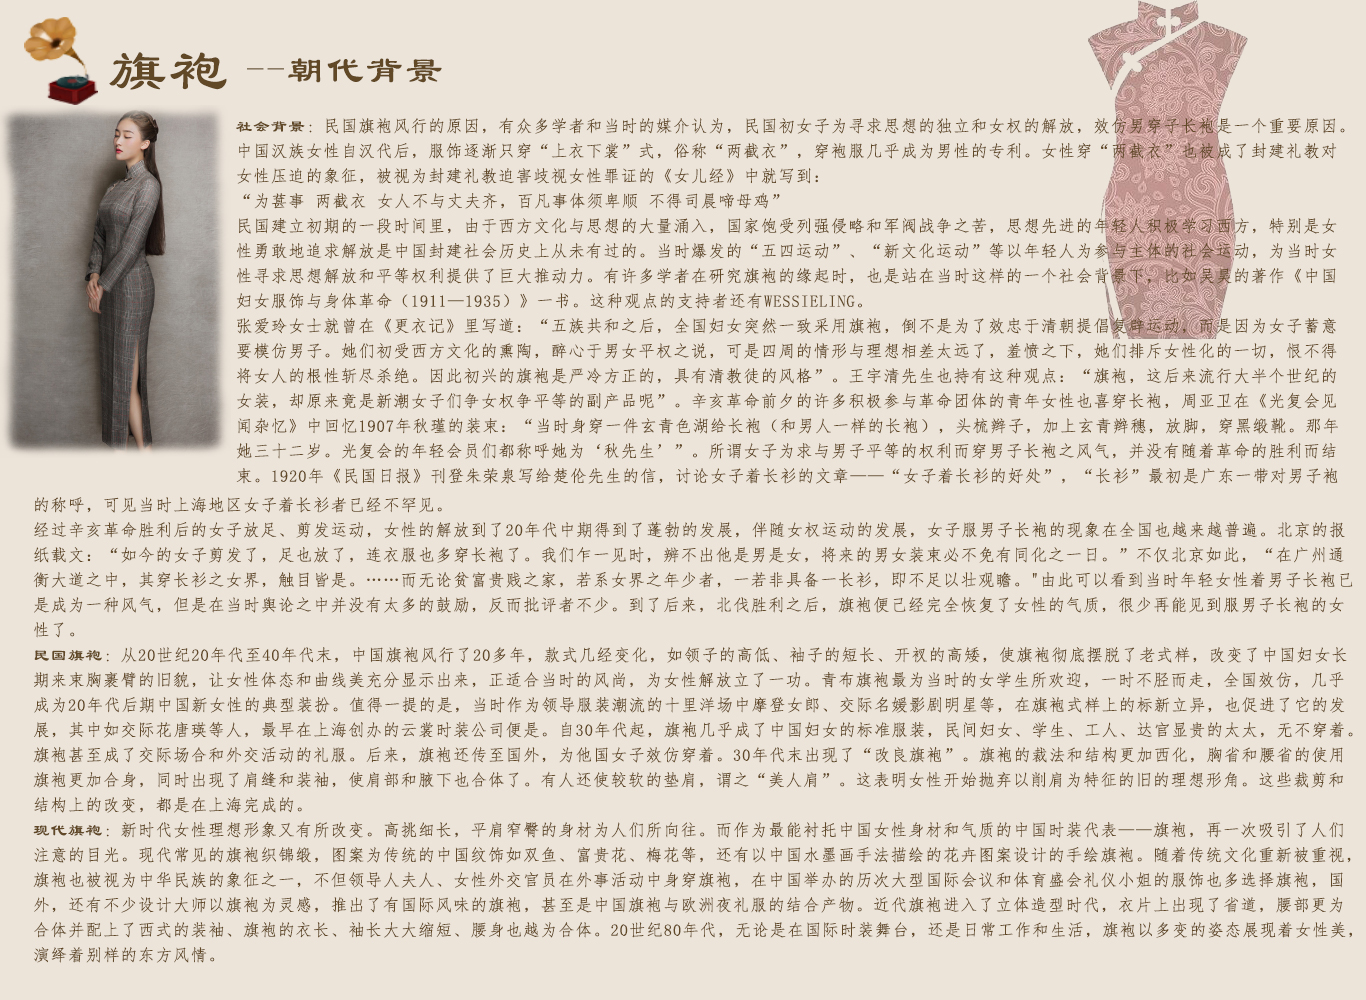 旗袍 --朝代背景
社会背景：民国旗袍风行的原因，有众多学者和当时的媒介认为，民国初女子为寻求思想的独立和女权的解放，效仿男穿子长袍是一个重要原因。
中国汉族女性自汉代后，服饰逐渐只穿“上衣下裳”式，俗称“两截衣”，穿袍服几乎成为男性的专利。女性穿“两截衣”也被成了封建礼教对
女性压迫的象征，被视为封建礼教迫害歧视女性罪证的《女儿经》中就写到：
“为葚事 两截衣 女人不与丈夫齐，百凡事体须卑顺 不得司晨啼母鸡”
民国建立初期的一段时间里，由于西方文化与思想的大量涌入，国家饱受列强侵略和军阀战争之苦，思想先进的年轻人积极学习西方，特别是女
性勇敢地追求解放是中国封建社会历史上从未有过的。当时爆发的“五四运动”、“新文化运动”等以年轻人为参与主体的社会运动，为当时女
性寻求思想解放和平等权利提供了巨大推动力。有许多学者在研究旗袍的缘起时，也是站在当时这样的一个社会背景下，比如吴昊的著作《中国
妇女服饰与身体革命（1911—1935）》一书。这种观点的支持者还有WESSIELING。
张爱玲女士就曾在《更衣记》里写道：“五族共和之后，全国妇女突然一致采用旗袍，倒不是为了效忠于清朝提倡复辟运动，而是因为女子蓄意
要模仿男子。她们初受西方文化的熏陶，醉心于男女平权之说，可是四周的情形与理想相差太远了，羞愤之下，她们排斥女性化的一切，恨不得
将女人的根性斩尽杀绝。因此初兴的旗袍是严冷方正的，具有清教徒的风格”。王宇清先生也持有这种观点：“旗袍，这后来流行大半个世纪的
女装，却原来竟是新潮女子们争女权争平等的副产品呢”。辛亥革命前夕的许多积极参与革命团体的青年女性也喜穿长袍，周亚卫在《光复会见
闻杂忆》中回忆1907年秋瑾的装束：“当时身穿一件玄青色湖给长袍（和男人一样的长袍），头梳辫子，加上玄青辫穗，放脚，穿黑缎靴。那年
她三十二岁。光复会的年轻会员们都称呼她为‘秋先生’”。所谓女子为求与男子平等的权利而穿男子长袍之风气，并没有随着革命的胜利而结
束。1920年《民国日报》刊登朱荣泉写给楚伦先生的信，讨论女子着长衫的文章——“女子着长衫的好处”，“长衫”最初是广东一带对男子袍
的称呼，可见当时上海地区女子着长衫者已经不罕见。
经过辛亥革命胜利后的女子放足、剪发运动，女性的解放到了20年代中期得到了蓬勃的发展，伴随女权运动的发展，女子服男子长袍的现象在全国也越来越普遍。北京的报
纸载文：“如今的女子剪发了，足也放了，连衣服也多穿长袍了。我们乍一见时，辨不出他是男是女，将来的男女装束必不免有同化之一日。”不仅北京如此，“在广州通
衡大道之中，其穿长衫之女界，触目皆是。……而无论贫富贵贱之家，若系女界之年少者，一若非具备一长衫，即不足以壮观瞻。"由此可以看到当时年轻女性着男子长袍已
是成为一种风气，但是在当时舆论之中并没有太多的鼓励，反而批评者不少。到了后来，北伐胜利之后，旗袍便己经完全恢复了女性的气质，很少再能见到服男子长袍的女
性了。
民国旗袍：从20世纪20年代至40年代末，中国旗袍风行了20多年，款式几经变化，如领子的高低、袖子的短长、开衩的高矮，使旗袍彻底摆脱了老式样，改变了中国妇女长
期来束胸裹臂的旧貌，让女性体态和曲线美充分显示出来，正适合当时的风尚，为女性解放立了一功。青布旗袍最为当时的女学生所欢迎，一时不胫而走，全国效仿，几乎
成为20年代后期中国新女性的典型装扮。值得一提的是，当时作为领导服装潮流的十里洋场中摩登女郎、交际名媛影剧明星等，在旗袍式样上的标新立异，也促进了它的发
展，其中如交际花唐瑛等人，最早在上海创办的云裳时装公司便是。自30年代起，旗袍几乎成了中国妇女的标准服装，民间妇女、学生、工人、达官显贵的太太，无不穿着。
旗袍甚至成了交际场合和外交活动的礼服。后来，旗袍还传至国外，为他国女子效仿穿着。30年代末出现了“改良旗袍”。旗袍的裁法和结构更加西化，胸省和腰省的使用
旗袍更加合身，同时出现了肩缝和装袖，使肩部和腋下也合体了。有人还使较软的垫肩，谓之“美人肩”。这表明女性开始抛弃以削肩为特征的旧的理想形角。这些裁剪和
结构上的改变，都是在上海完成的。
现代旗袍：新时代女性理想形象又有所改变。高挑细长，平肩窄臀的身材为人们所向往。而作为最能衬托中国女性身材和气质的中国时装代表——旗袍，再一次吸引了人们
注意的目光。现代常见的旗袍织锦缎，图案为传统的中国纹饰如双鱼、富贵花、梅花等，还有以中国水墨画手法描绘的花卉图案设计的手绘旗袍。随着传统文化重新被重视，
旗袍也被视为中华民族的象征之一，不但领导人夫人、女性外交官员在外事活动中身穿旗袍，在中国举办的历次大型国际会议和体育盛会礼仪小姐的服饰也多选择旗袍，国
外，还有不少设计大师以旗袍为灵感，推出了有国际风味的旗袍，甚至是中国旗袍与欧洲夜礼服的结合产物。近代旗袍进入了立体造型时代，衣片上出现了省道，腰部更为
合体并配上了西式的装袖、旗袍的衣长、袖长大大缩短、腰身也越为合体。20世纪80年代，无论是在国际时装舞台，还是日常工作和生活，旗袍以多变的姿态展现着女性美，
演绎着别样的东方风情。